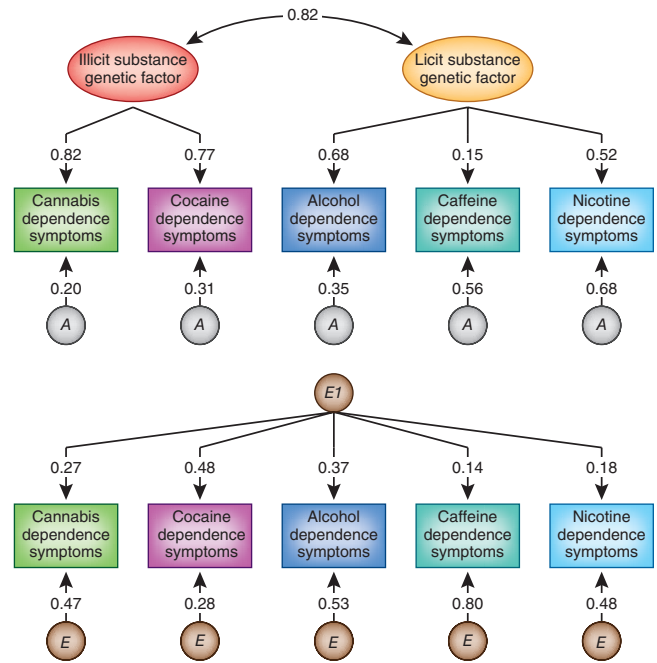 0.82
Illicit substance
genetic factor
Licit substance
genetic factor
0.82 0.77 0.68 0.15 0.52
Cannabis
dependence
symptoms
Cocaine
dependence
symptoms
Alcohol
dependence
symptoms
Caffeine
dependence
symptoms
Nicotine
dependence
symptoms
0.20 0.31 0.35 0.56 0.68
A A A A A
E1
0.27 0.48 0.37 0.14 0.18
Cannabis
dependence
symptoms
Cocaine
dependence
symptoms
Alcohol
dependence
symptoms
Caffeine
dependence
symptoms
Nicotine
dependence
symptoms
0.47 0.28 0.53 0.80 0.48
E E E E E